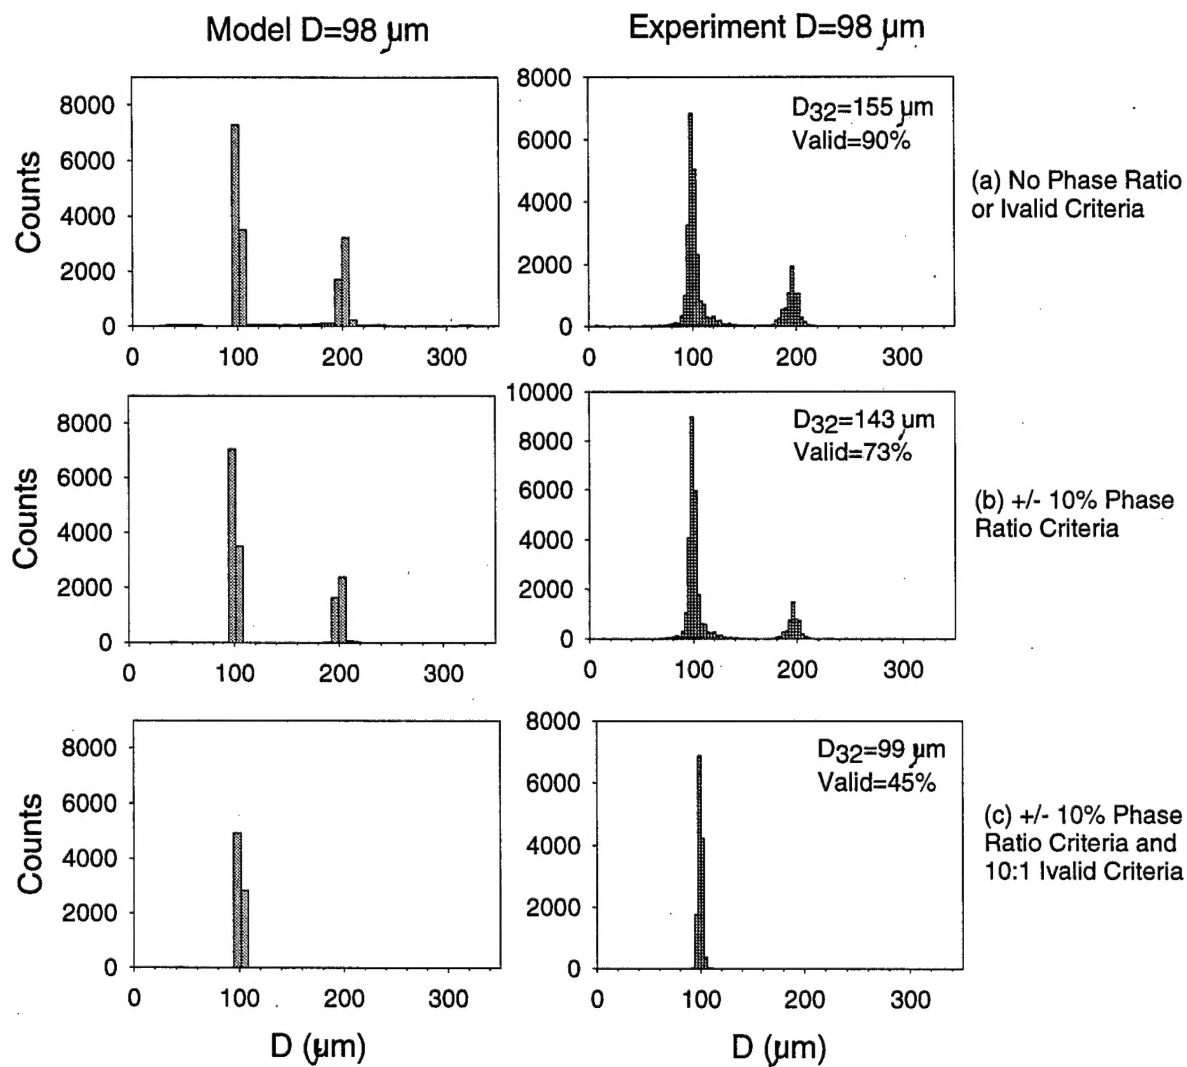 Model D=98 µm
Experiment D=98 µm
8000
6000
4000
2000
0
Counts
0 100 200 300
8000
6000
4000
2000
0
D32=155 µm
Valid=90%
0 100 200 300
(a) No Phase Ratio
or Ivalid Criteria
8000
6000
4000
2000
0
Counts
0 100 200 300
10000
8000
6000
4000
2000
0
D32=143 µm
Valid=73%
0 100 200 300
(b) +/- 10% Phase
Ratio Criteria
8000
6000
4000
2000
0
Counts
0 100 200 300
D (µm)
8000
6000
4000
2000
0
D32=99 µm
Valid=45%
0 100 200 300
D (µm)
(c) +/- 10% Phase
Ratio Criteria and
10:1 Ivalid Criteria